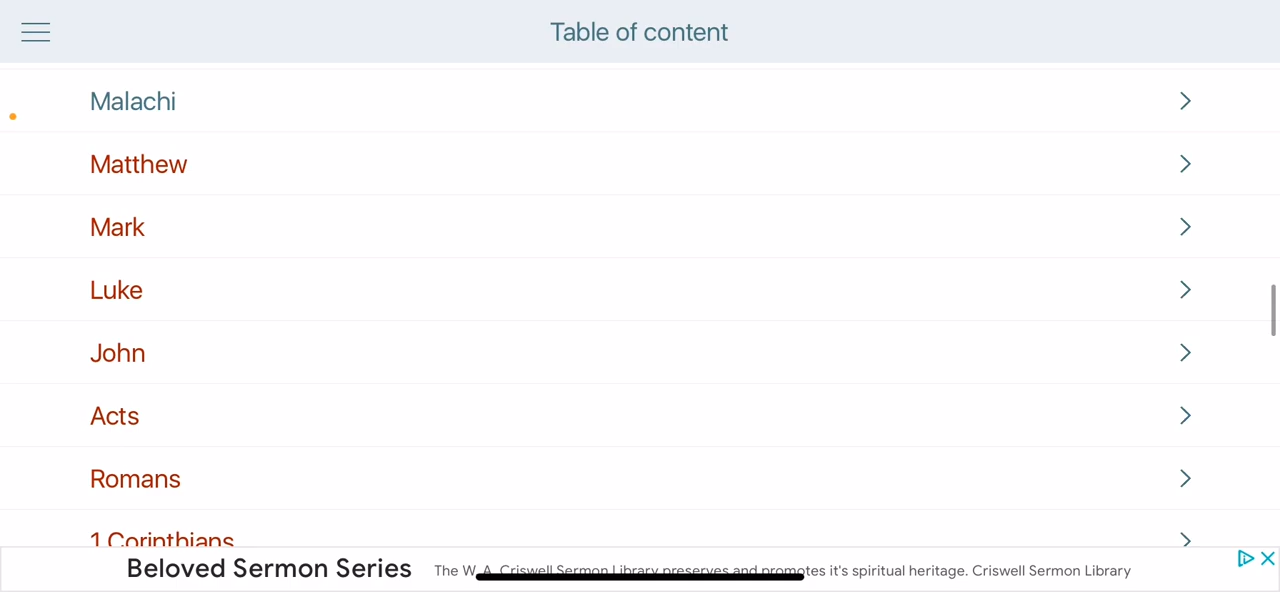 Table of content
Malachi
Matthew
Mark
Luke
John
Acts
Romans
1 Corinthians
Beloved Sermon Series
The W. A. Criswell Sermon Library preserves and promotes it's spiritual heritage. Criswell Sermon Library